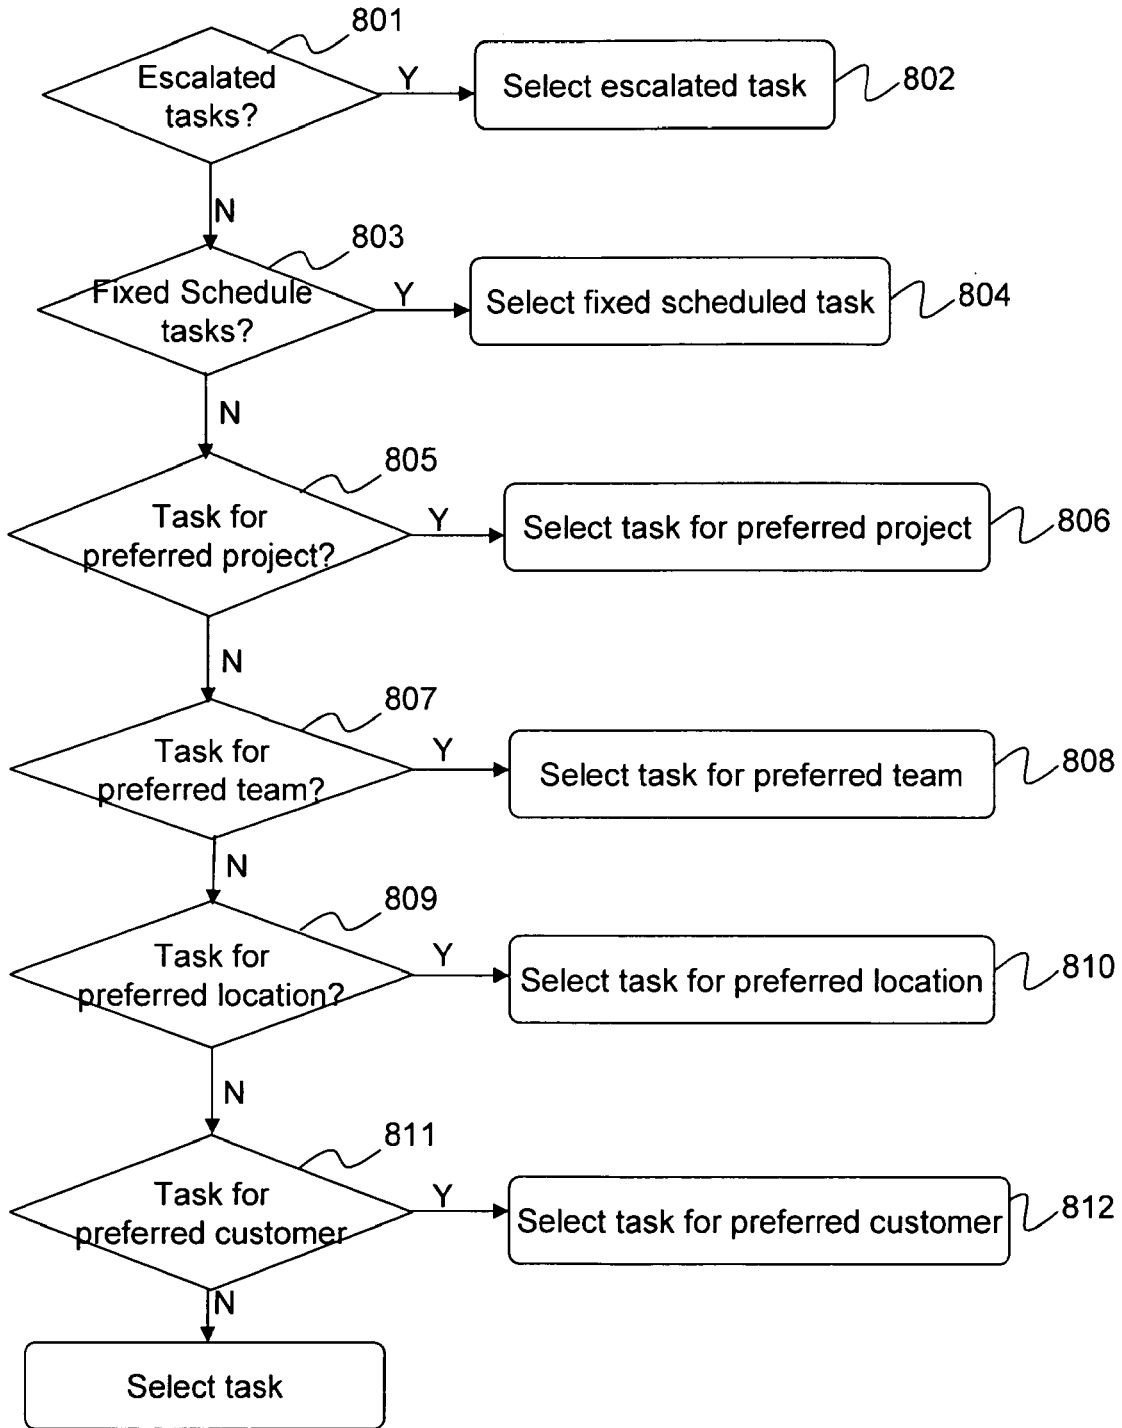 801
Escalated
tasks?
Y
Select escalated task
802
N
803
Fixed Schedule
tasks?
Y
Select fixed scheduled task
804
N
805
Task for
preferred project?
Y
Select task for preferred project
806
N
807
Task for
preferred team?
Y
Select task for preferred team
808
N
809
Task for
preferred location?
Y
Select task for preferred location
810
N
811
Task for
preferred customer
Y
Select task for preferred customer
812
N
Select task